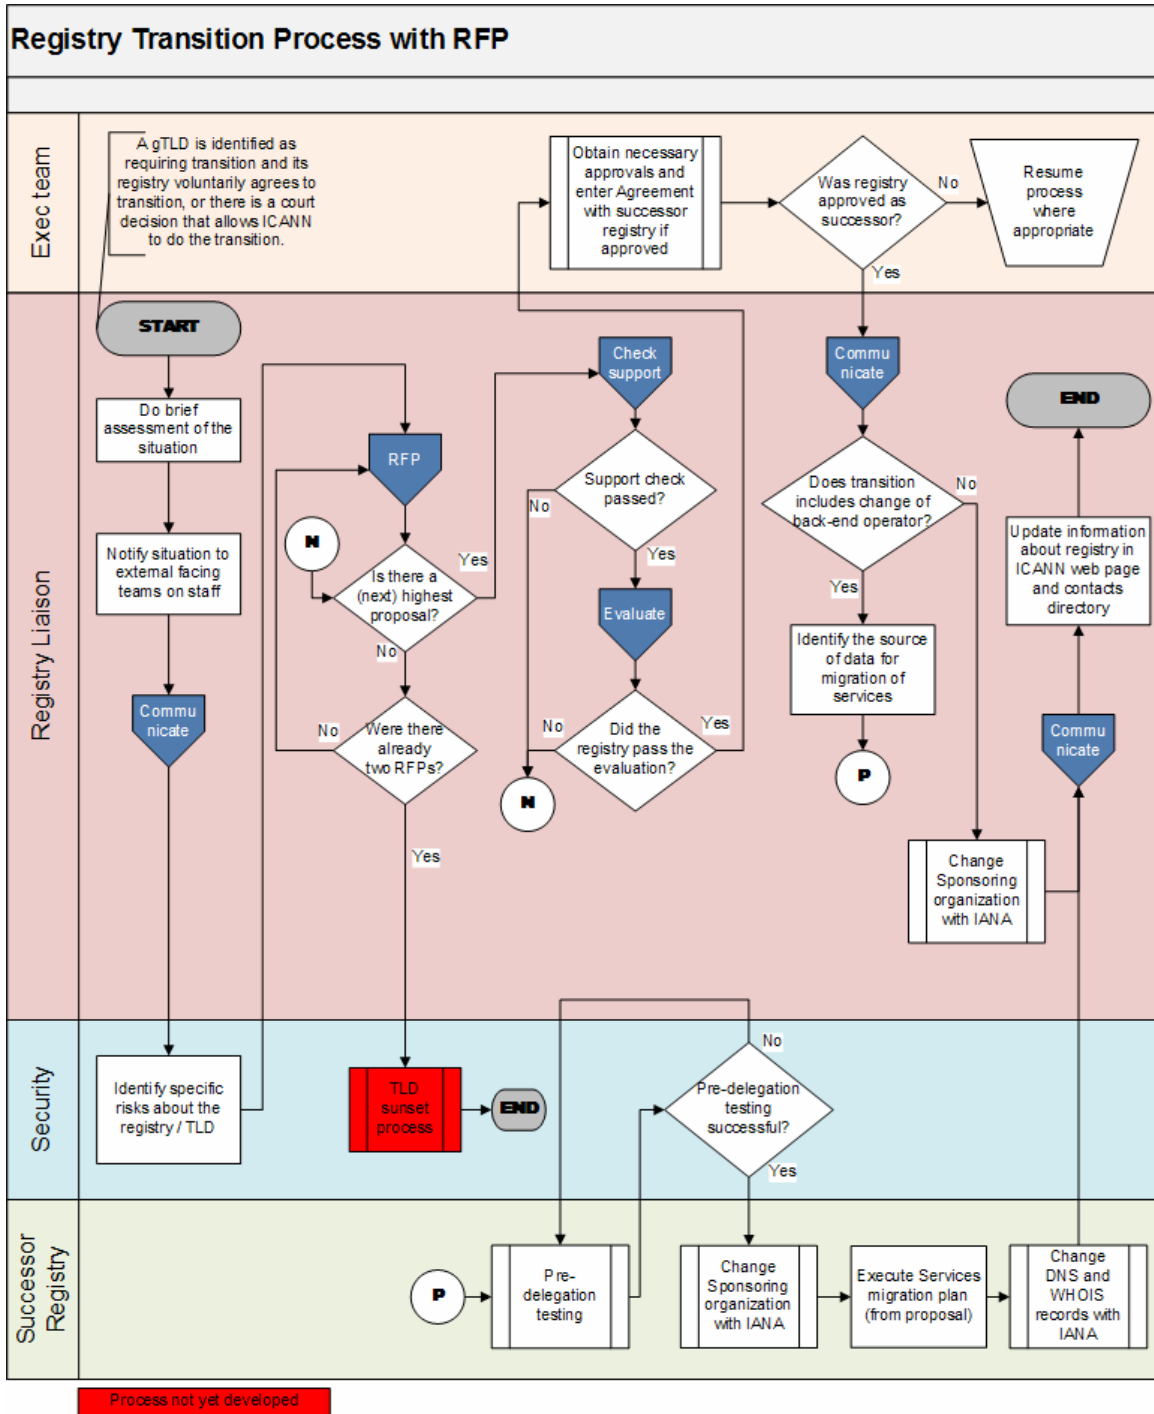 Registry Transition Process with RFP
Exec team
A gTLD is identified as
requiring transition and its
registry voluntarily agrees to
transition, or there is a court
decision that allows ICANN
to do the transition.
Obtain necessary
approvals and
enter Agreement
with successor
registry if
approved
Was registry
approved as
successor?
No
Yes
Resume
process
where
appropriate
Registry Liaison
START
Do brief
assessment of the
situation
Notify situation to
external facing
teams on staff
Commu
nicate
RFP
N
Is there a
(next) highest
proposal?
Yes
No
Were there
already
two RFPs?
No
Yes
Check
support
Support check
passed?
No
Yes
Evaluate
Did the
registry pass the
evaluation?
No
Yes
N
Commu
nicate
Does transition
includes change of
back-end operator?
No
Yes
Identify the source
of data for
migration of
services
P
Change
Sponsoring
organization
with IANA
END
Update information
about registry in
ICANN web page
and contacts
directory
Commu
nicate
Security
Identify specific
risks about the
registry / TLD
TLD
sunset
process
END
Pre-delegation
testing
successful?
No
Yes
Successor
Registry
P
Pre-
delegation
testing
Change
Sponsoring
organization
with IANA
Execute Services
migration plan
(from proposal)
Change
DNS and
WHOIS
records with
IANA
Process not yet developed